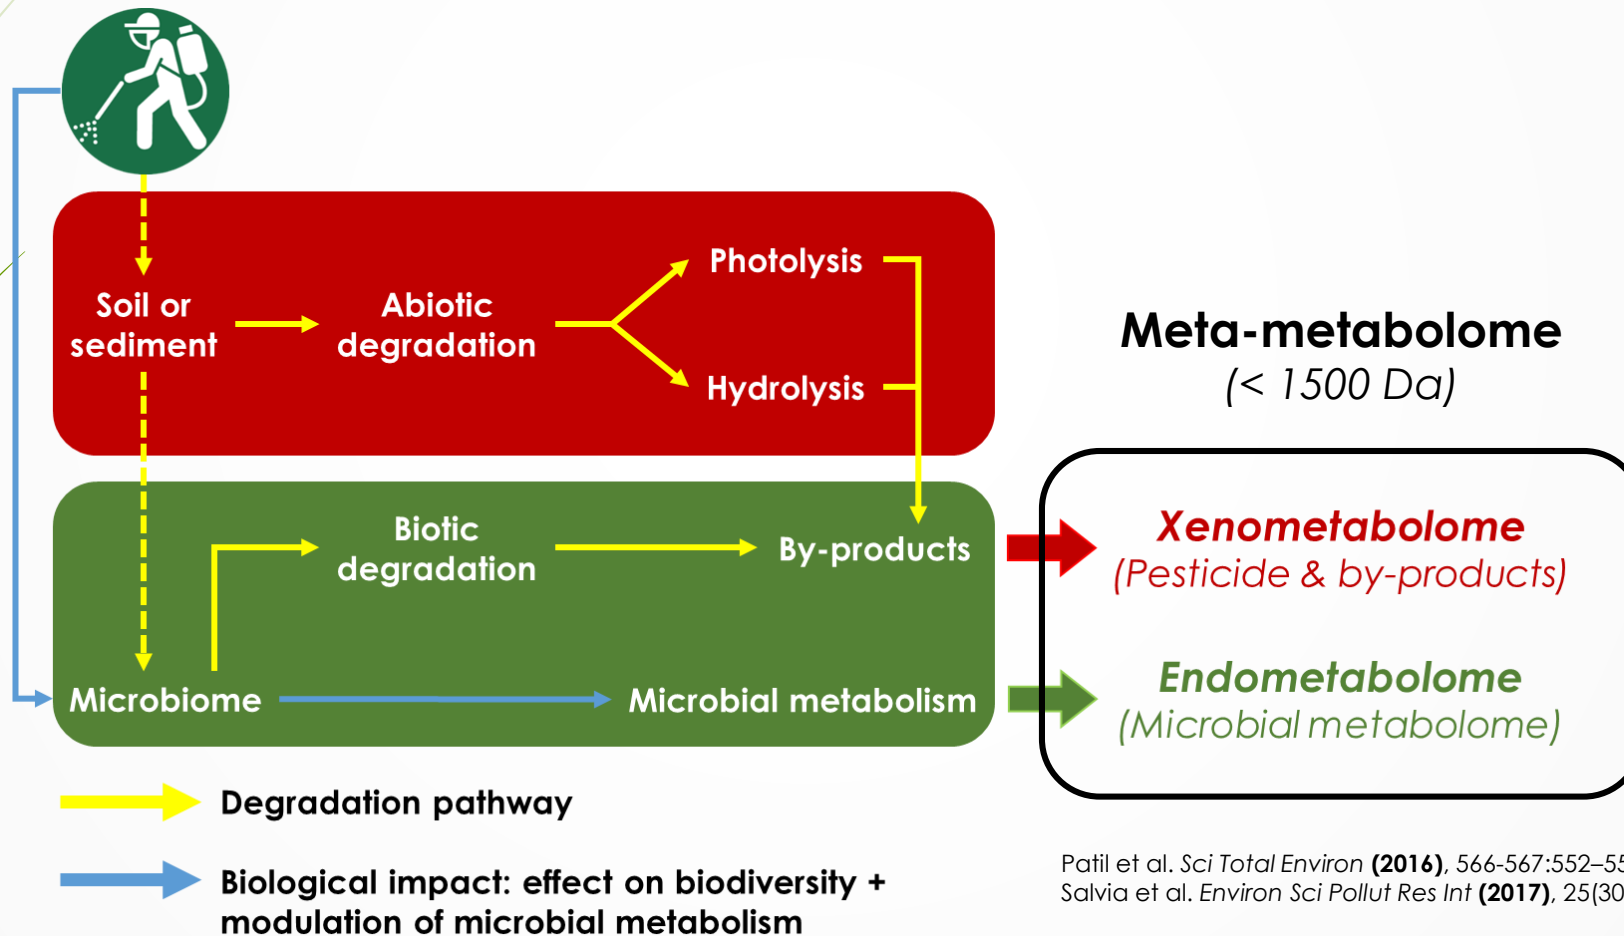 Soil or
sediment
Abiotic
degradation
Photolysis
Hydrolysis
Meta-metabolome
(< 1500 Da)
Biotic
degradation
By-products
Xenometabolome
(Pesticide & by-products)
Microbiome
Microbial metabolism
Endometabolome
(Microbial metabolome)
Degradation pathway
Biological impact: effect on biodiversity +
modulation of microbial metabolism
Patil et al. Sci Total Environ (2016), 566-567:552–55
Salvia et al. Environ Sci Pollut Res Int (2017), 25(30